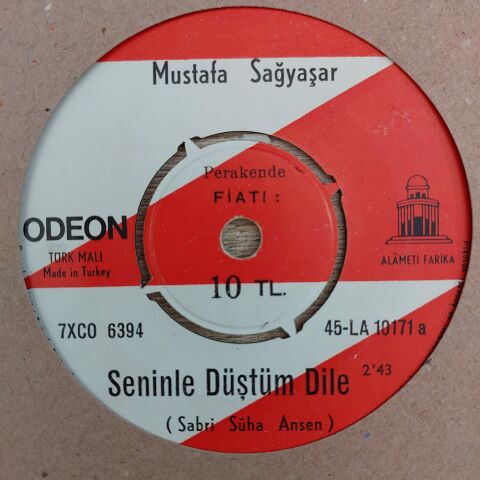 Mustafa Sağyaşar
Perakende
FİATI:
ODEON
TÜRK MALI
Made in Turkey
ALÂMETİ FARİKA
10 TL.
7XCO 6394
45-LA 10171 a
Seninle Düştüm Dile 2'43
( Sabri Süha Ansen )